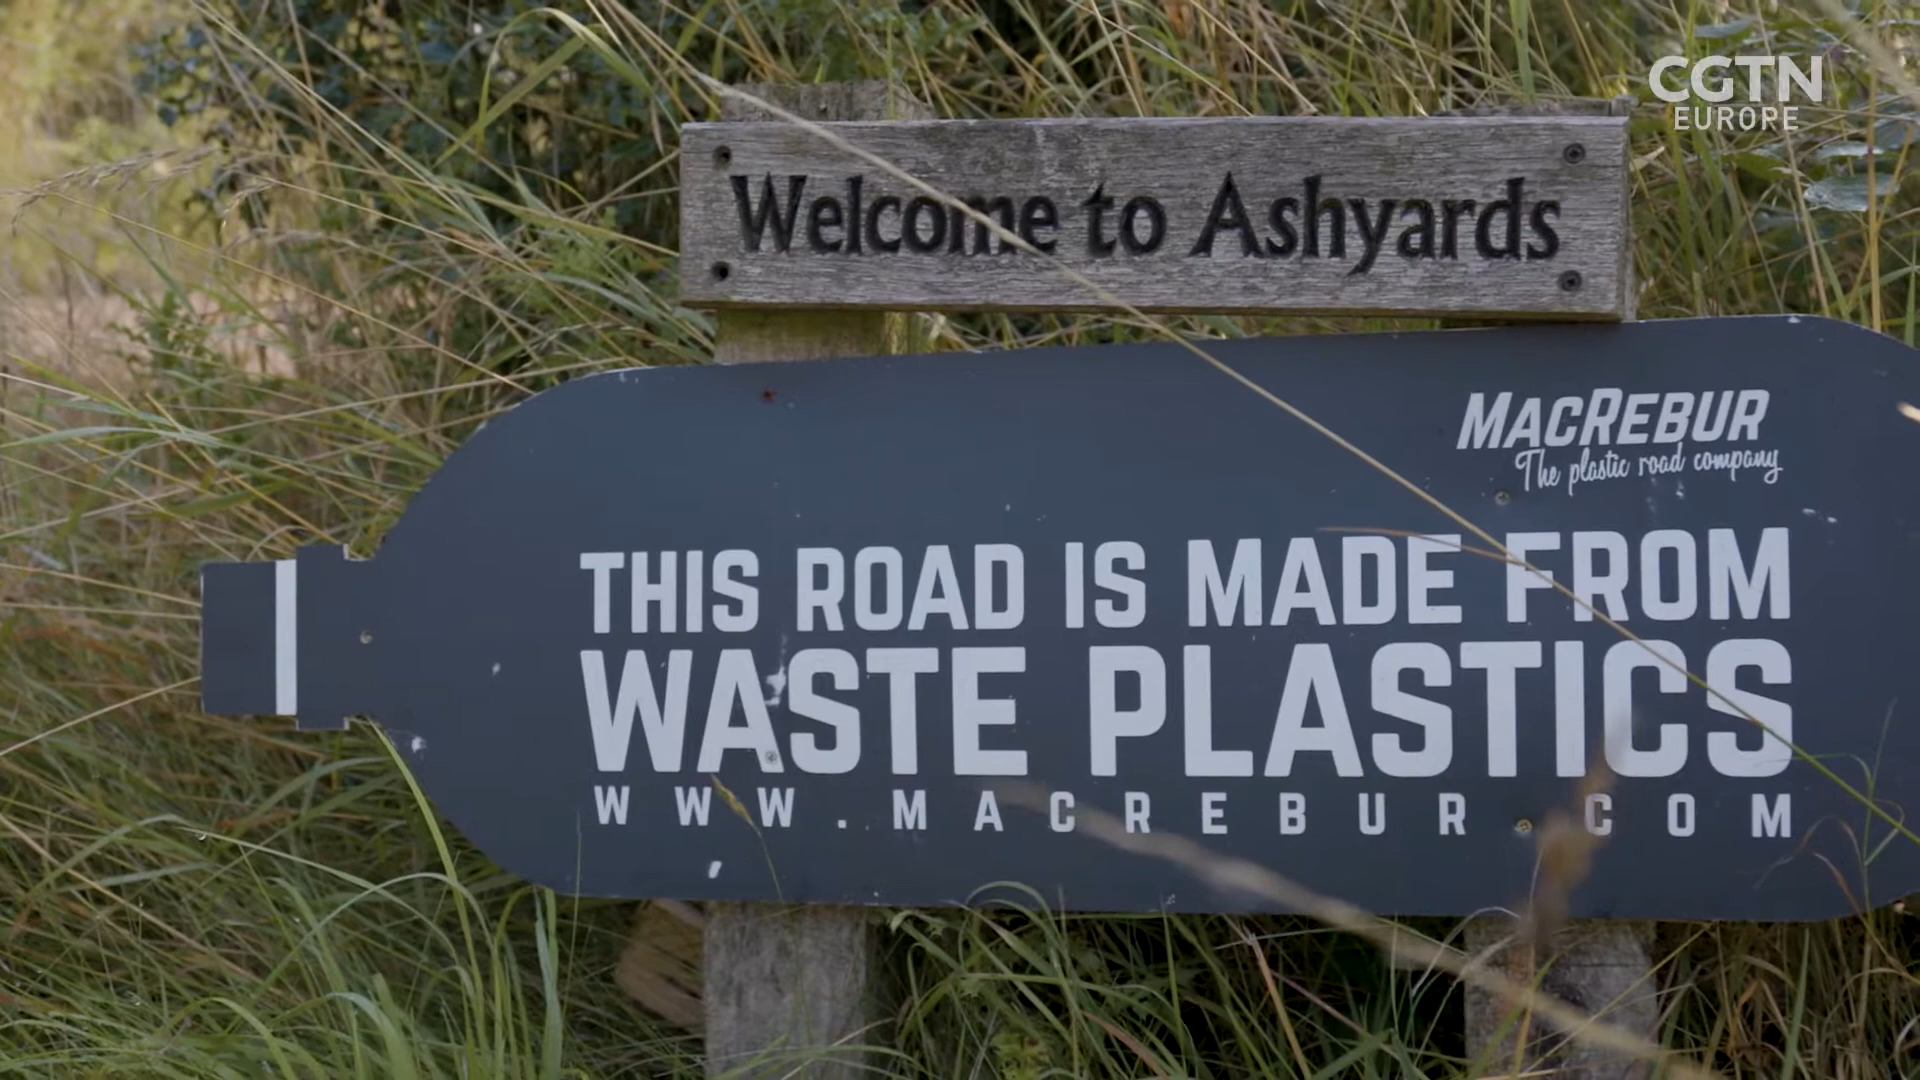 CGTN
EUROPE
Welcome to Ashyards
MACREBUR
The plastic road company
THIS ROAD IS MADE FROM
WASTE PLASTICS
WWW.MACREBUR.COM